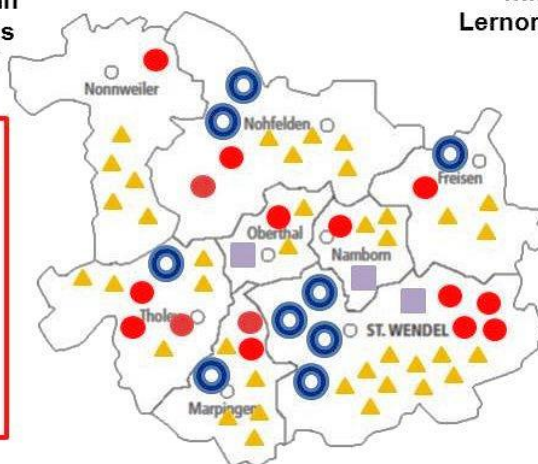 s
Lernor
Nonnweiler
Nohfelden
Freisen
Oberthal
Namborn
Tholey
ST. WENDEL
Marpingen